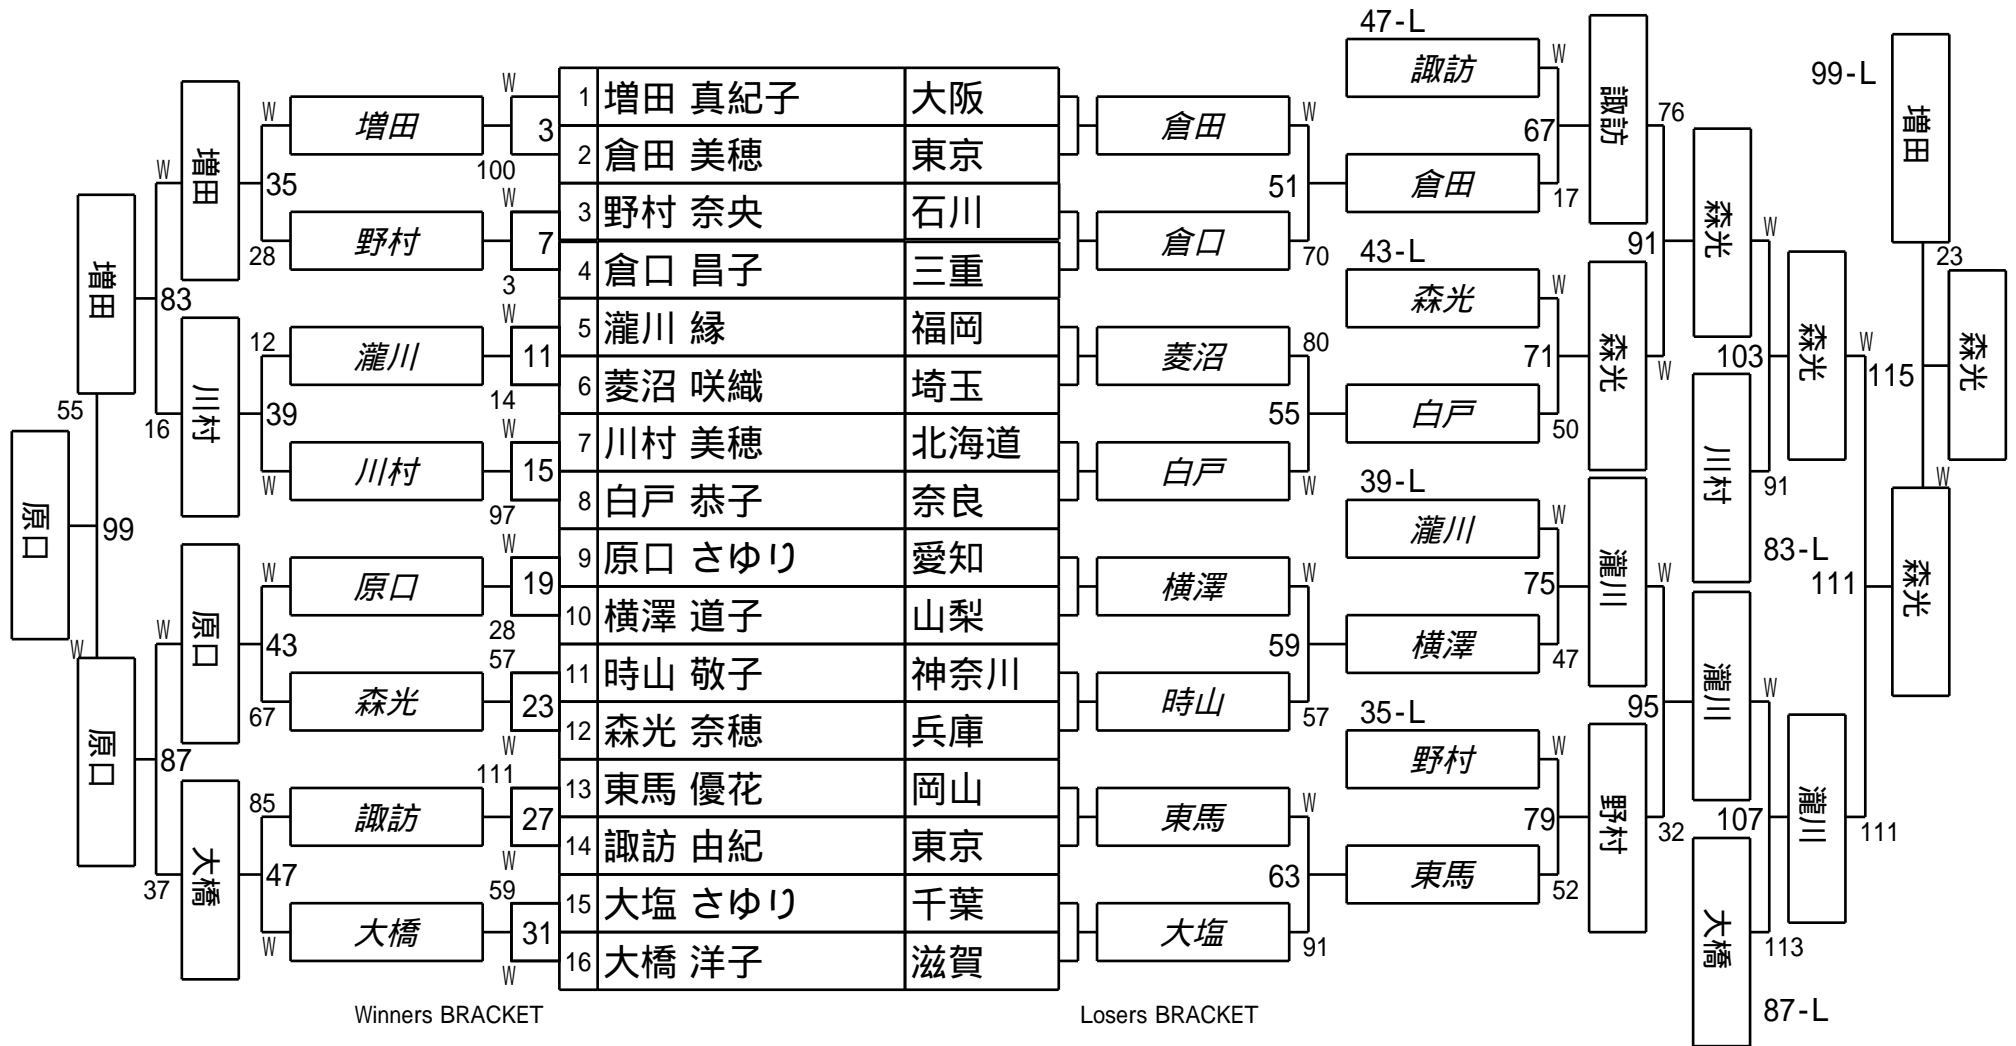 47-L
諏訪
W
諏訪
99-L
増田
W
1 増田 真紀子 大阪
3
2 倉田 美穂 東京
100
W
3 野村 奈央 石川
7
4 倉口 昌子 三重
3
W
5 瀧川 縁 福岡
11
6 菱沼 咲織 埼玉
14
W
7 川村 美穂 北海道
15
8 白戸 恭子 奈良
97
W
9 原口 さゆり 愛知
19
10 横澤 道子 山梨
28
57
11 時山 敬子 神奈川
23
12 森光 奈穂 兵庫
W
111
13 東馬 優花 岡山
27
14 諏訪 由紀 東京
W
59
15 大塩 さゆり 千葉
31
16 大橋 洋子 滋賀
W
W
増田
35
野村
28
12
瀧川
39
川村
W
W
原口
43
森光
67
85
諏訪
47
大橋
W
W
増田
83
川村
16
W
原口
87
大橋
37
55
増田
99
原口
W
原口
倉田
W
51
倉口
70
菱沼
80
55
白戸
W
横澤
W
59
時山
57
東馬
W
63
大塩
91
67
倉田
17
43-L
森光
W
71
白戸
50
39-L
瀧川
W
75
横澤
47
35-L
野村
W
79
東馬
52
76
91
森光
W
瀧川
W
95
野村
32
森光
W
103
川村
91
83-L
瀧川
W
107
大橋
113
87-L
森光
W
111
瀧川
111
23
115
森光
W
森光
Winners BRACKET
Losers BRACKET